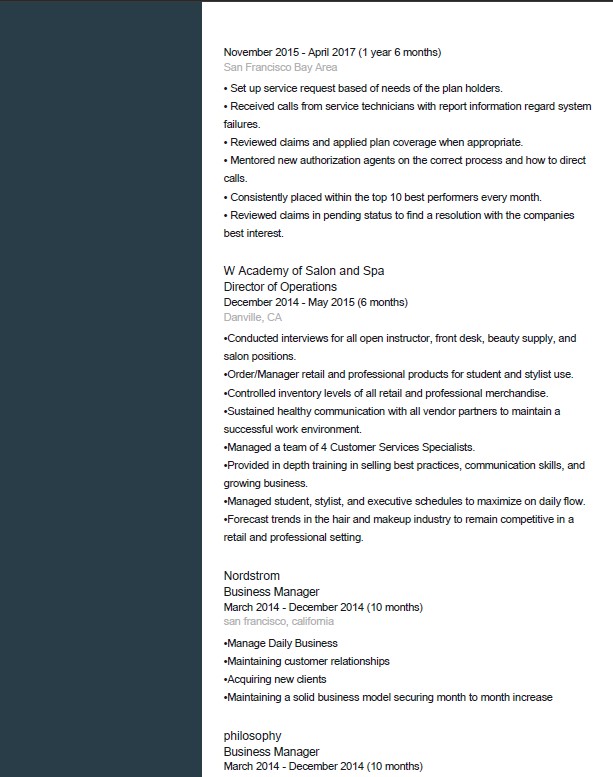 November 2015 - April 2017 (1 year 6 months)
San Francisco Bay Area
• Set up service request based of needs of the plan holders.
• Received calls from service technicians with report information regard system
failures.
• Reviewed claims and applied plan coverage when appropriate.
• Mentored new authorization agents on the correct process and how to direct
calls.
• Consistently placed within the top 10 best performers every month.
• Reviewed claims in pending status to find a resolution with the companies
best interest.
W Academy of Salon and Spa
Director of Operations
December 2014 - May 2015 (6 months)
Danville, CA
•Conducted interviews for all open instructor, front desk, beauty supply, and
salon positions.
•Order/Manager retail and professional products for student and stylist use.
•Controlled inventory levels of all retail and professional merchandise.
•Sustained healthy communication with all vendor partners to maintain a
successful work environment.
•Managed a team of 4 Customer Services Specialists.
•Provided in depth training in selling best practices, communication skills, and
growing business.
•Managed student, stylist, and executive schedules to maximize on daily flow.
•Forecast trends in the hair and makeup industry to remain competitive in a
retail and professional setting.
Nordstrom
Business Manager
March 2014 - December 2014 (10 months)
san francisco, california
•Manage Daily Business
•Maintaining customer relationships
•Acquiring new clients
•Maintaining a solid business model securing month to month increase
philosophy
Business Manager
March 2014 - December 2014 (10 months)